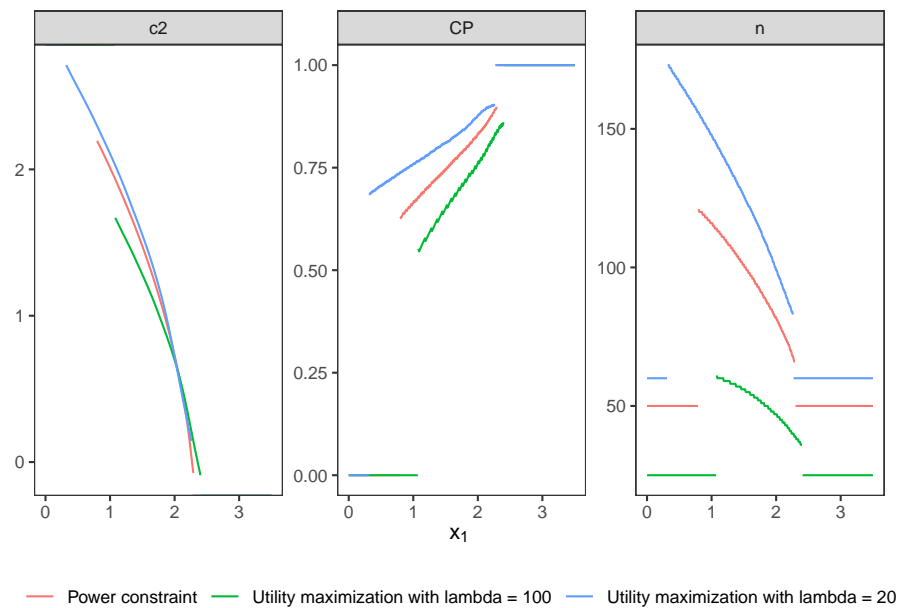 c2 CP n
2
1
0
0 1 2 3
1.00
0.75
0.50
0.25
0.00
0 1 2 3
150
100
50
0 1 2 3
x1
Power constraint Utility maximization with lambda = 100 Utility maximization with lambda = 20